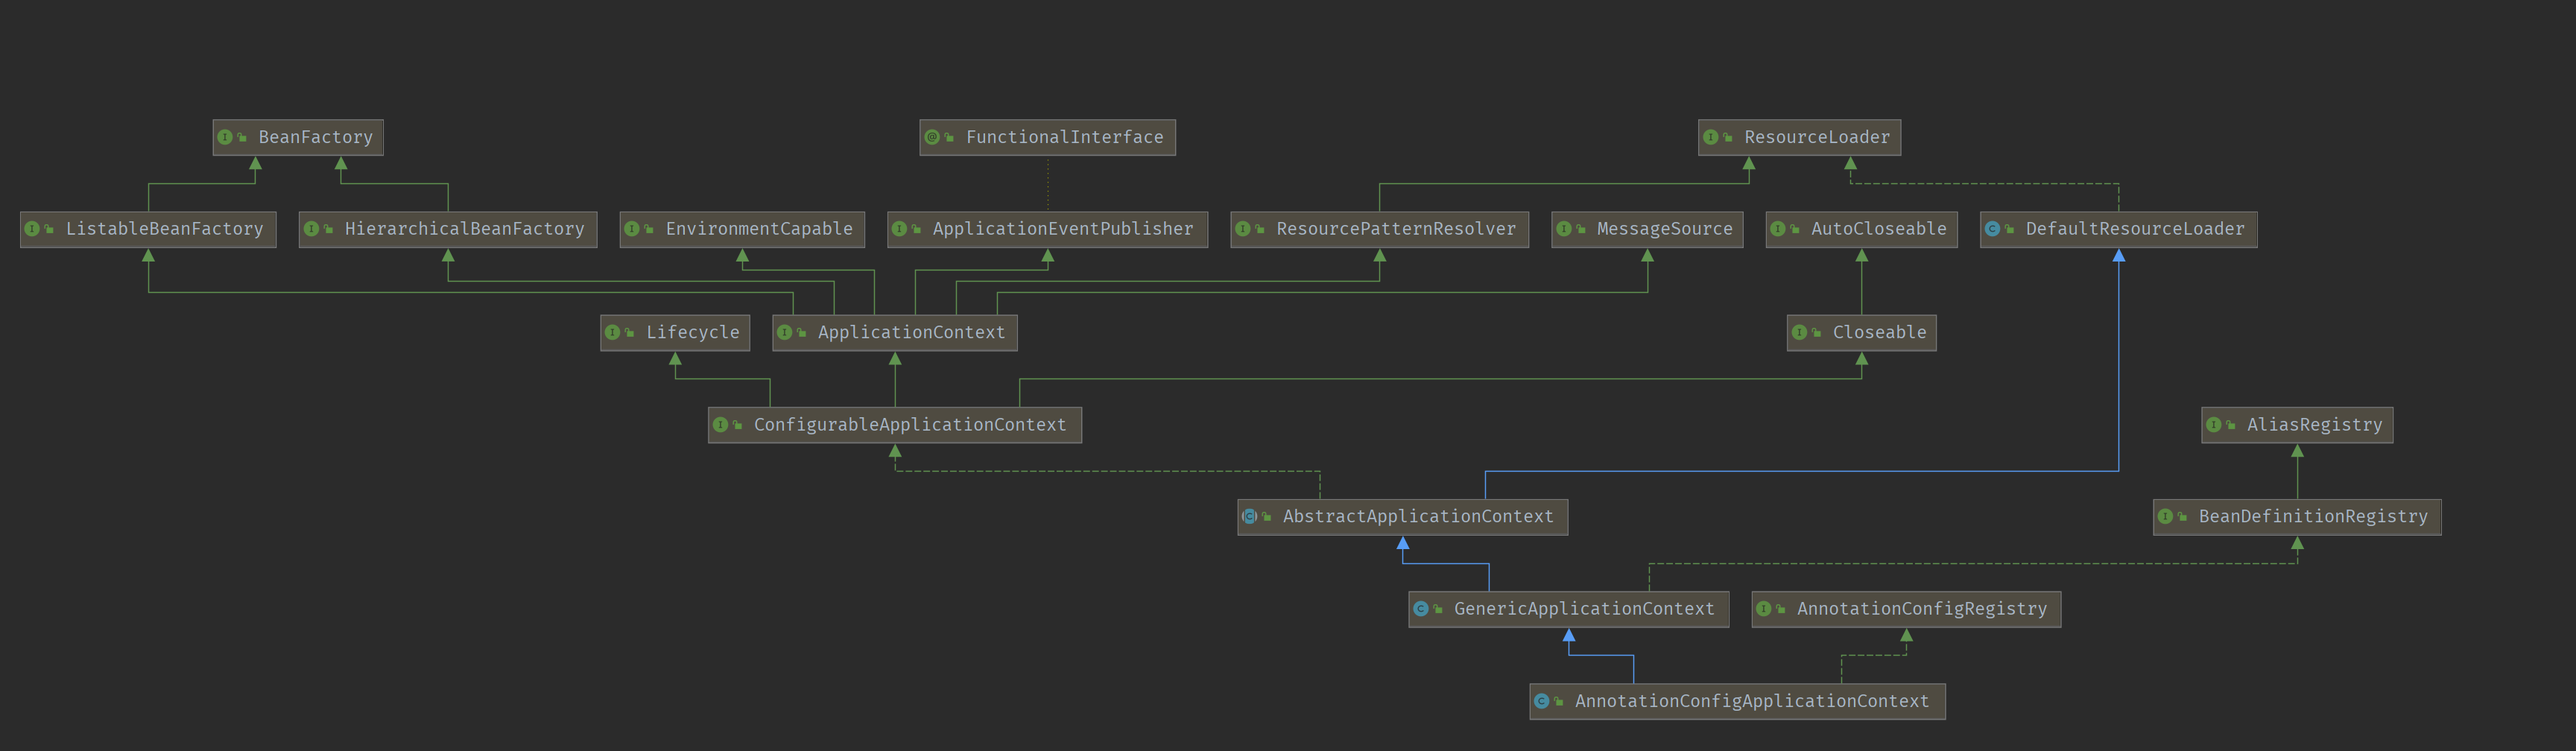 BeanFactory
FunctionalInterface
ResourceLoader
ListableBeanFactory
HierarchicalBeanFactory
EnvironmentCapable
ApplicationEventPublisher
ResourcePatternResolver
MessageSource
AutoCloseable
DefaultResourceLoader
Lifecycle
ApplicationContext
Closeable
ConfigurableApplicationContext
AliasRegistry
AbstractApplicationContext
BeanDefinitionRegistry
GenericApplicationContext
AnnotationConfigRegistry
AnnotationConfigApplicationContext